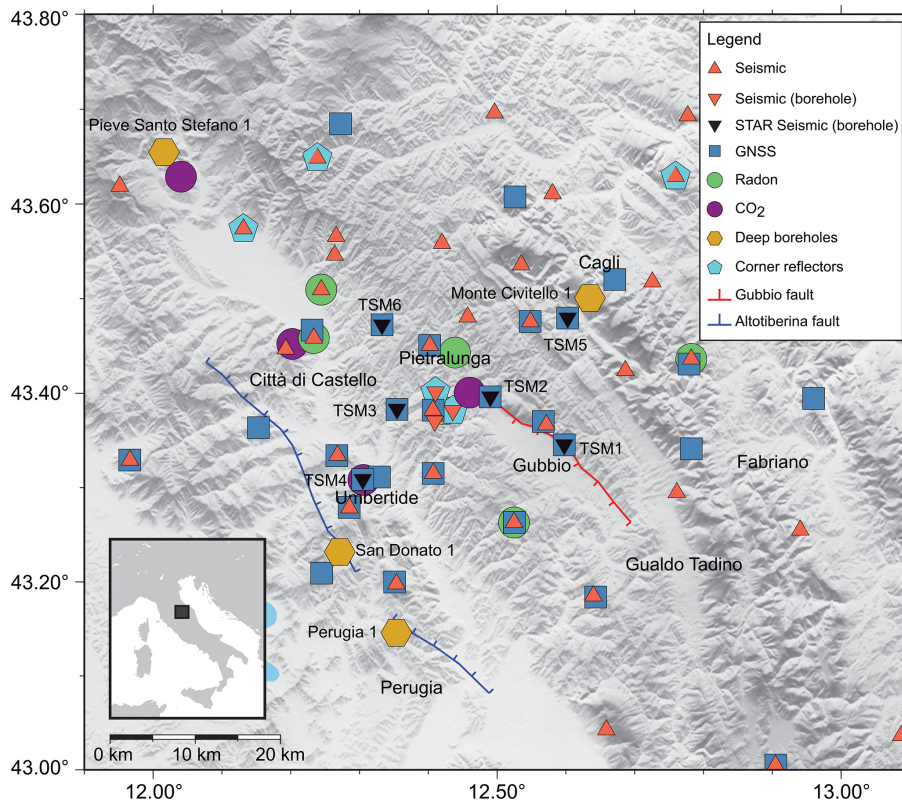 43.80°
Legend
Seismic
Seismic (borehole)
STAR Seismic (borehole)
GNSS
Radon
CO2
Deep boreholes
Corner reflectors
Gubbio fault
Altotiberina fault
Pieve Santo Stefano 1
43.60°
Cagli
Monte Civitello 1
TSM6
TSM5
Pietralunga
43.40°
Città di Castello
TSM2
TSM3
TSM1
Gubbio
Fabriano
TSM4
Umbertide
San Donato 1
Gualdo Tadino
43.20°
Perugia 1
Perugia
0 km
10 km
20 km
43.00°
12.00°
12.50°
13.00°